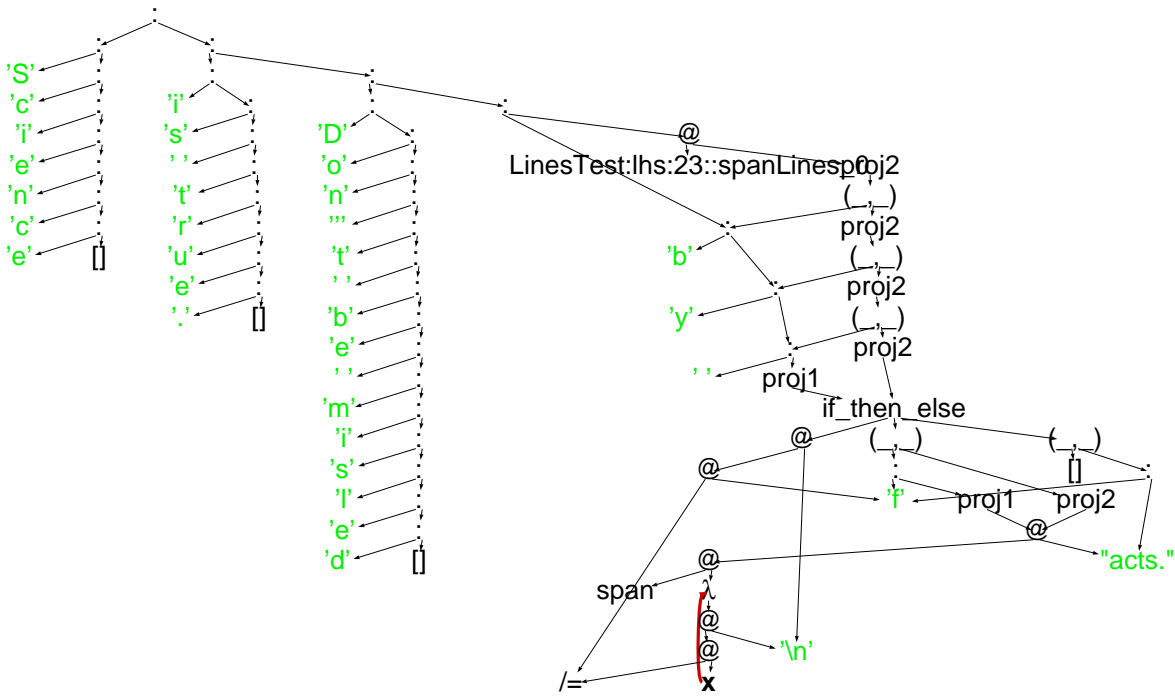 :
: :
'S' : : :
'c' : 'i' : : :
'i' : 's' : 'D' : @
'e' : ' ' : 'o' : LinesTest:lhs:23::spanLines_0 proj2
'n' : 't' : 'n' : (_,_)
'c' : 'r' : ''' : : proj2
'e' [] 'u' : 't' : 'b' (_,_)
'e' : ' ' : : proj2
'.' [] 'b' : 'y' (_,_)
'e' : : proj2
' ' : ' ' proj1
'm' : if_then_else
'i' : @ (_,_) (_,_)
's' : @ : [] :
'l' : 'f' proj1 proj2
'e' : @
'd' [] @ "acts."
span λ
@
@ '\n'
/= x